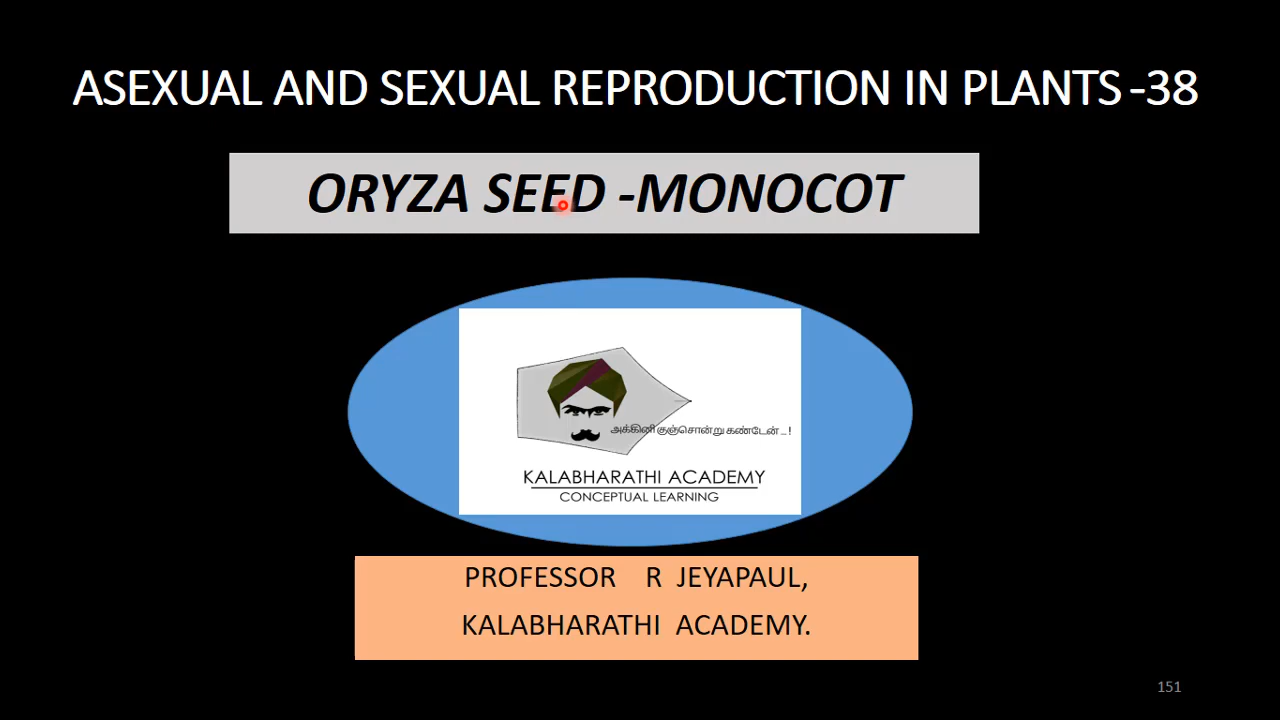 ASEXUAL AND SEXUAL REPRODUCTION IN PLANTS -38
ORYZA SEED -MONOCOT
அக்கினி குஞ்சொன்று கண்டேன் ...!
KALABHARATHI ACADEMY
CONCEPTUAL LEARNING
PROFESSOR R JEYAPAUL,
KALABHARATHI ACADEMY.
151